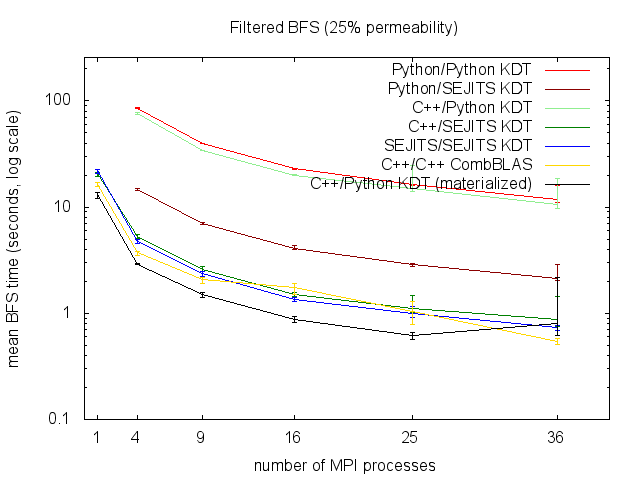 Filtered BFS (25% permeability)
Python/Python KDT
Python/SEJITS KDT
C++/Python KDT
C++/SEJITS KDT
SEJITS/SEJITS KDT
C++/C++ CombBLAS
C++/Python KDT (materialized)
mean BFS time (seconds, log scale)
100
10
1
0.1
1 4 9 16 25 36
number of MPI processes